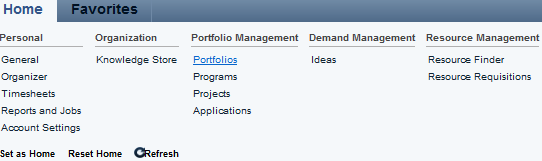 Home Favorites
Personal Organization Portfolio Management Demand Management Resource Management
General Knowledge Store Portfolios Ideas Resource Finder
Organizer Programs Resource Requisitions
Timesheets Projects
Reports and Jobs Applications
Account Settings
Set as Home Reset Home Refresh